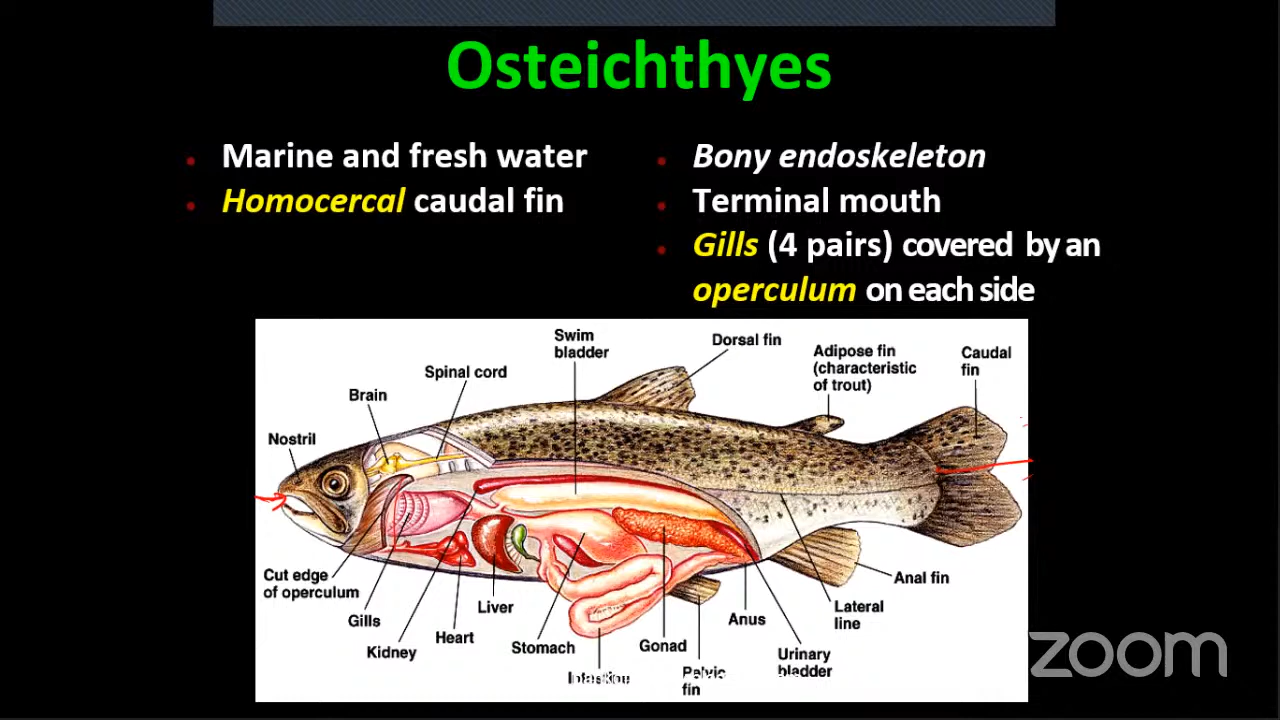 Osteichthyes
Marine and fresh water
Homocercal caudal fin
Bony endoskeleton
Terminal mouth
Gills (4 pairs) covered by an
operculum on each side
Swim
bladder
Dorsal fin
Adipose fin
(characteristic
of trout)
Caudal
fin
Spinal cord
Brain
Nostril
Cut edge
of operculum
Gills
Kidney
Heart
Liver
Stomach
Intestine
Gonad
Pelvic
fin
Anus
Urinary
bladder
Lateral
line
Anal fin
zoom